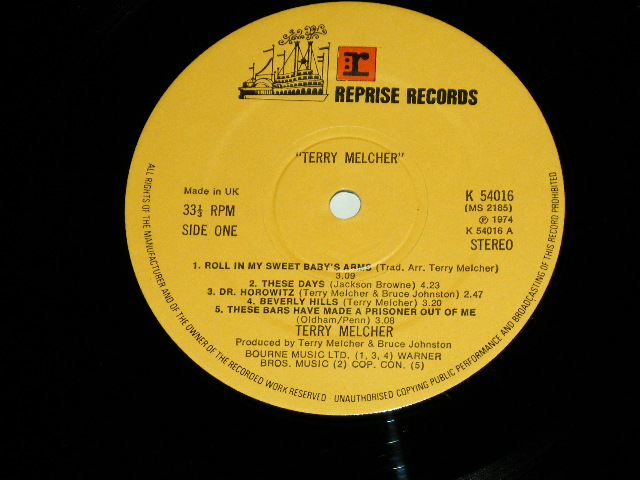 r
REPRISE RECORDS
"TERRY MELCHER"
Made in UK
33⅓ RPM
SIDE ONE
K 54016
(MS 2185)
Ⓟ 1974
K 54016 A
STEREO
1. ROLL IN MY SWEET BABY'S ARMS (Trad. Arr. Terry Melcher)
3.09
2. THESE DAYS (Jackson Browne) 4.23
3. DR. HOROWITZ (Terry Melcher & Bruce Johnston) 2.47
4. BEVERLY HILLS (Terry Melcher) 3.20
5. THESE BARS HAVE MADE A PRISONER OUT OF ME
(Oldham/Penn) 3.08
TERRY MELCHER
Produced by Terry Melcher & Bruce Johnston
BOURNE MUSIC LTD. (1, 3, 4) WARNER
BROS. MUSIC (2) COP. CON. (5)
ALL RIGHTS OF THE MANUFACTURER AND OF THE OWNER OF THE RECORDED WORK RESERVED · UNAUTHORISED COPYING PUBLIC PERFORMANCE AND BROADCASTING OF THIS RECORD PROHIBITED